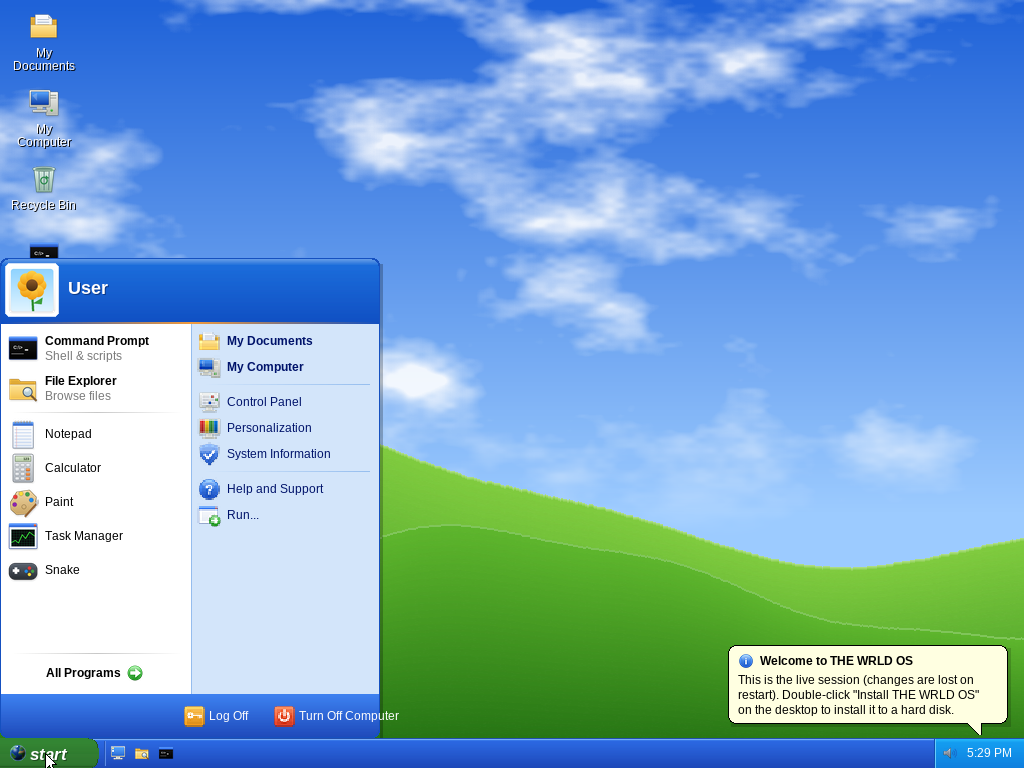 My
Documents
My
Computer
Recycle Bin
User
Command Prompt
Shell & scripts
File Explorer
Browse files
Notepad
Calculator
Paint
Task Manager
Snake
All Programs
My Documents
My Computer
Control Panel
Personalization
System Information
Help and Support
Run...
Log Off
Turn Off Computer
Welcome to THE WRLD OS
This is the live session (changes are lost on
restart). Double-click "Install THE WRLD OS"
on the desktop to install it to a hard disk.
start
5:29 PM